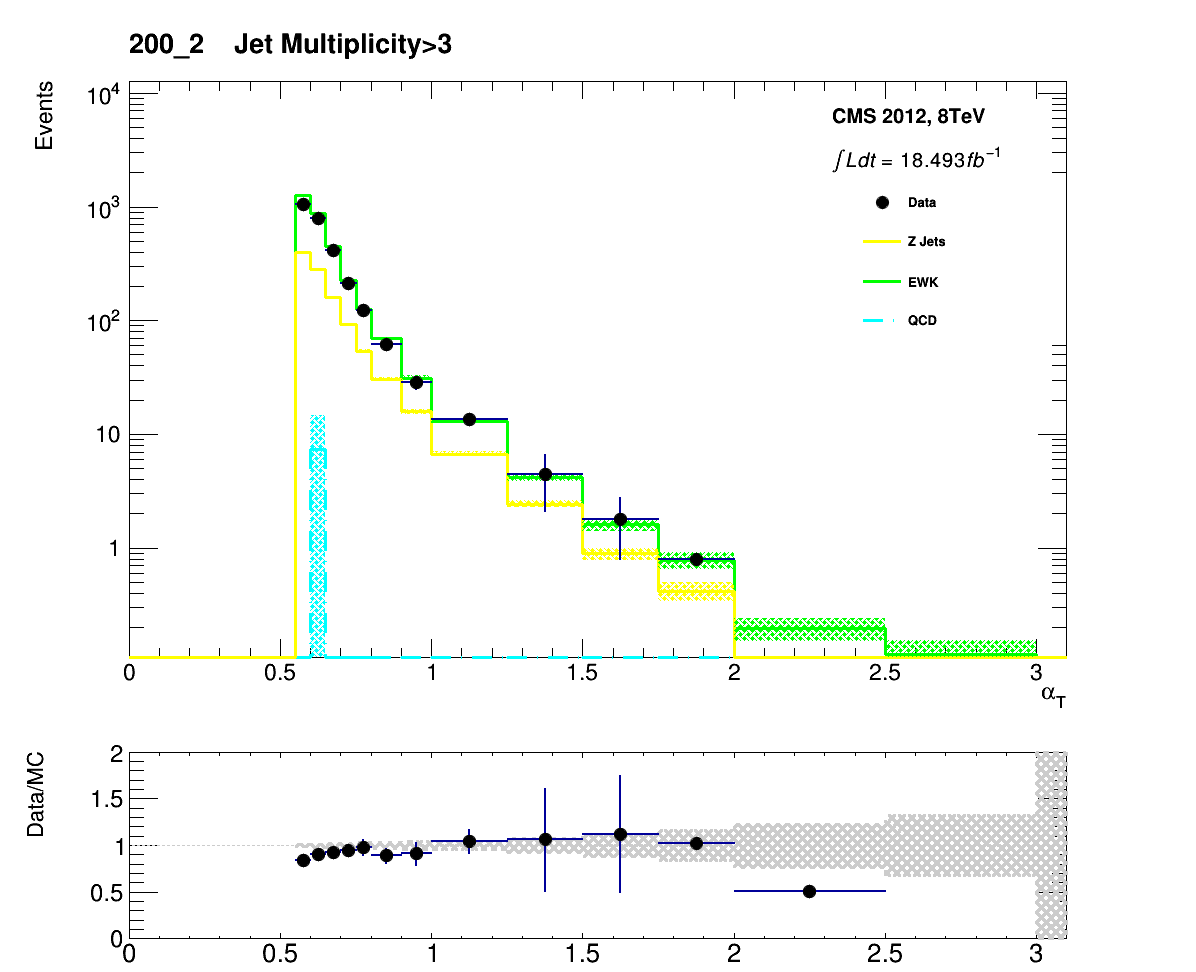 200_2 Jet Multiplicity>3
Events
10⁴
10³
10²
10
1
CMS 2012, 8TeV
∫Ldt = 18.493fb⁻¹
Data
Z Jets
EWK
QCD
0 0.5 1 1.5 2 2.5 3
α_T
Data/MC
2
1.5
1
0.5
0
0 0.5 1 1.5 2 2.5 3